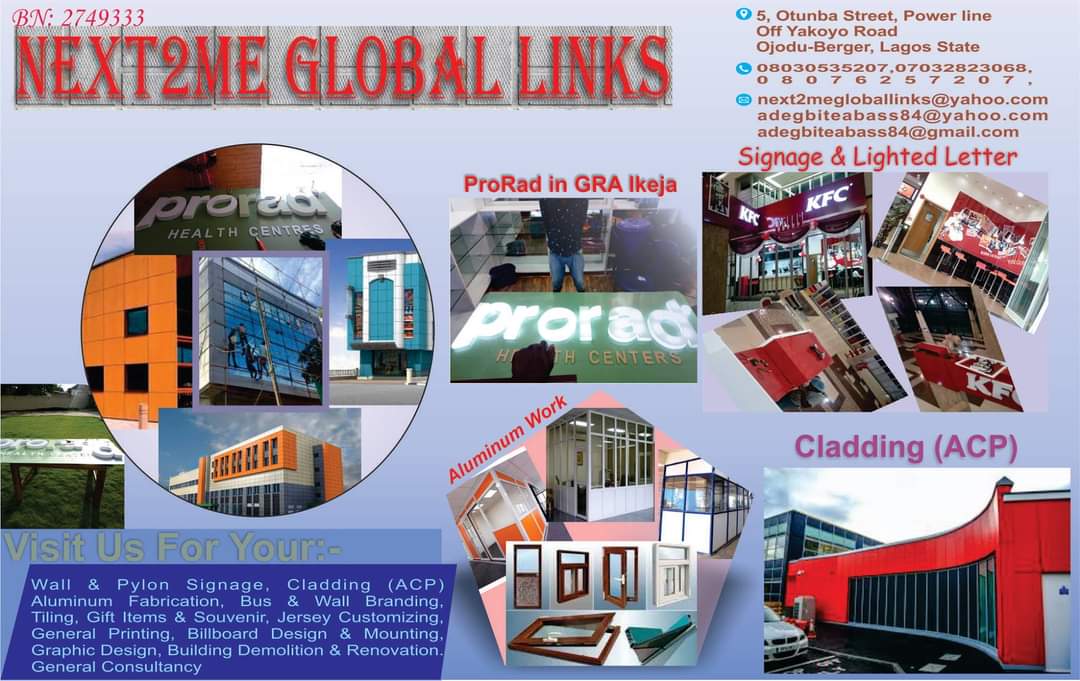 BN: 2749333
NEXT2ME GLOBAL LINKS
5, Otunba Street, Power line
Off Yakoyo Road
Ojodu-Berger, Lagos State
08030535207,07032823068,
08076257207,
next2megloballinks@yahoo.com
adegbiteabass84@yahoo.com
adegbiteabass84@gmail.com
Signage & Lighted Letter
prorad
HEALTH CENTRES
ProRad in GRA Ikeja
prorad
HEALTH CENTERS
KFC
KFC
KFC
prorad
Aluminum Work
Cladding (ACP)
Visit Us For Your:-
Wall & Pylon Signage, Cladding (ACP)
Aluminum Fabrication, Bus & Wall Branding,
Tiling, Gift Items & Souvenir, Jersey Customizing,
General Printing, Billboard Design & Mounting,
Graphic Design, Building Demolition & Renovation.
General Consultancy